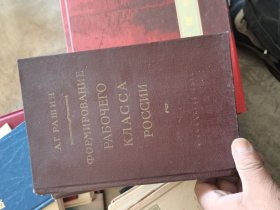 А. Г. РАШИН
ФОРМИРОВАНИЕ
РАБОЧЕГО
КЛАССА
РОССИИ